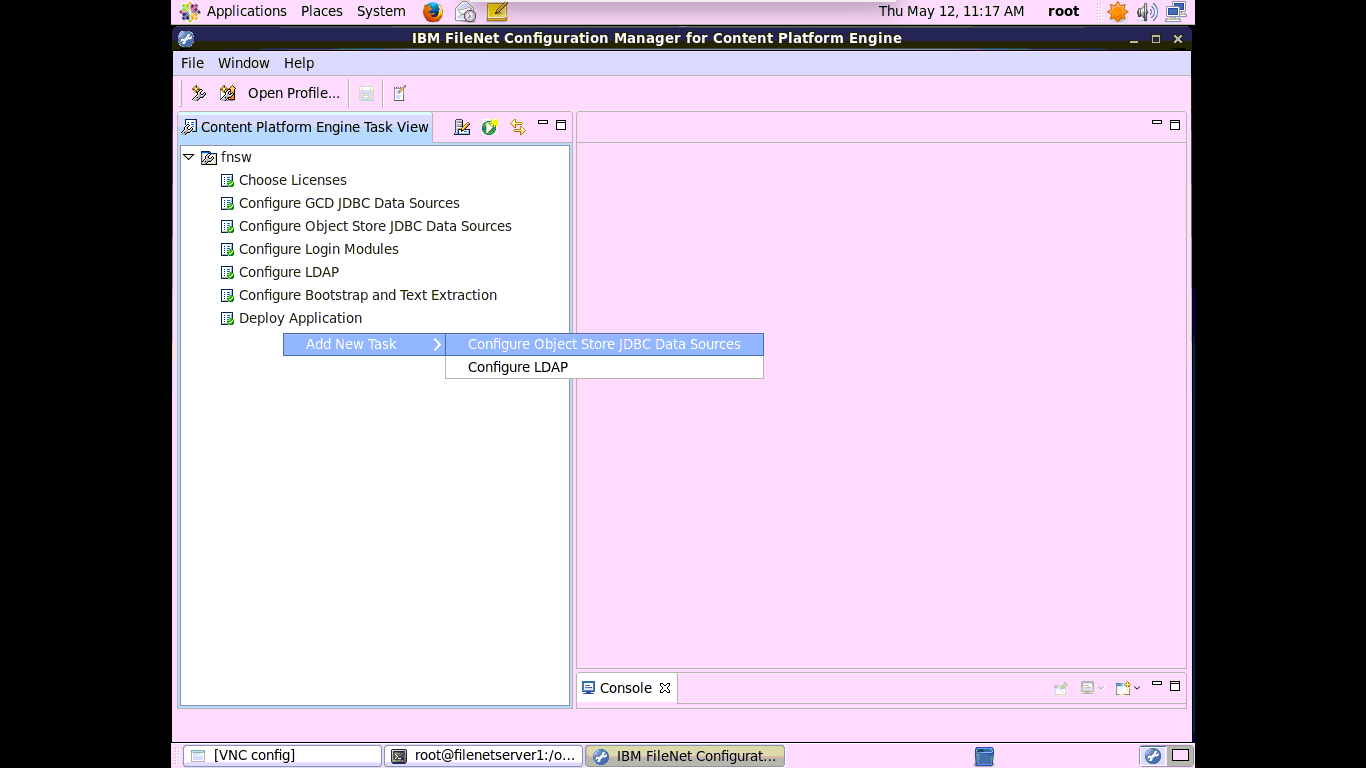 Applications Places System Thu May 12, 11:17 AM root
IBM FileNet Configuration Manager for Content Platform Engine
File Window Help
Open Profile...
Content Platform Engine Task View
fnsw
Choose Licenses
Configure GCD JDBC Data Sources
Configure Object Store JDBC Data Sources
Configure Login Modules
Configure LDAP
Configure Bootstrap and Text Extraction
Deploy Application
Add New Task Configure Object Store JDBC Data Sources
Configure LDAP
Console
[VNC config] root@filenetserver1:/o... IBM FileNet Configurat...